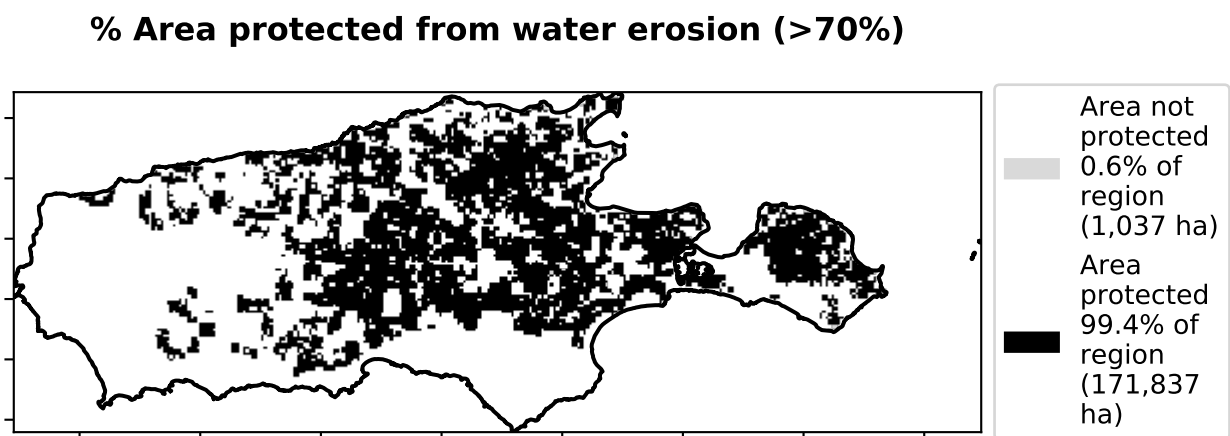 % Area protected from water erosion (>70%)
Area not
protected
0.6% of
region
(1,037 ha)
Area
protected
99.4% of
region
(171,837
ha)